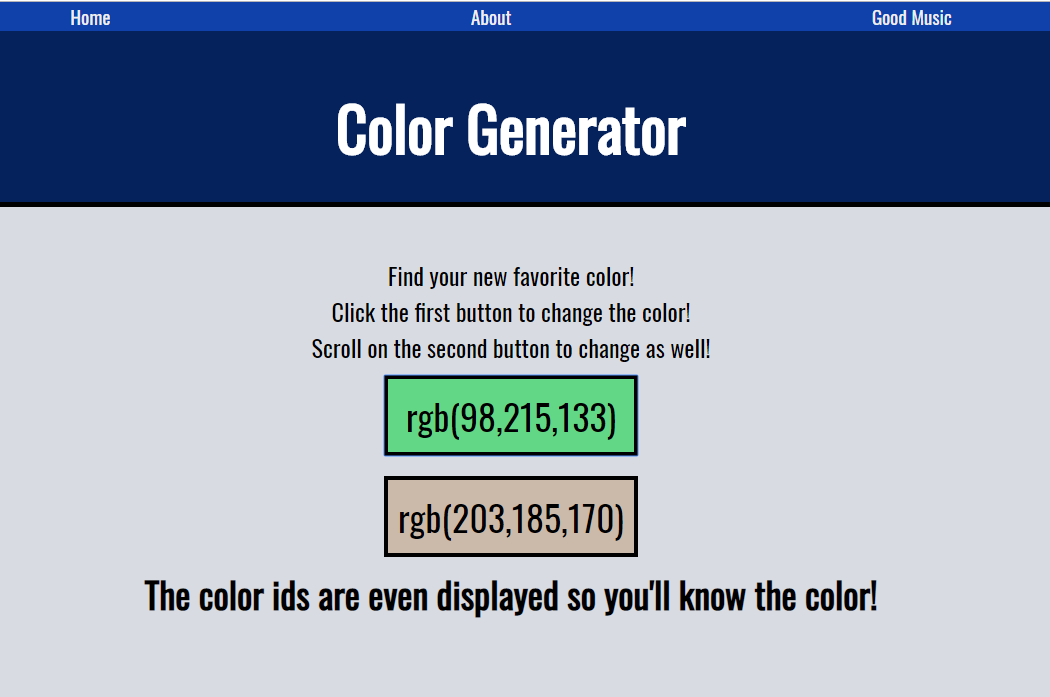 Home About Good Music
Color Generator
Find your new favorite color!
Click the first button to change the color!
Scroll on the second button to change as well!
rgb(98,215,133)
rgb(203,185,170)
The color ids are even displayed so you'll know the color!